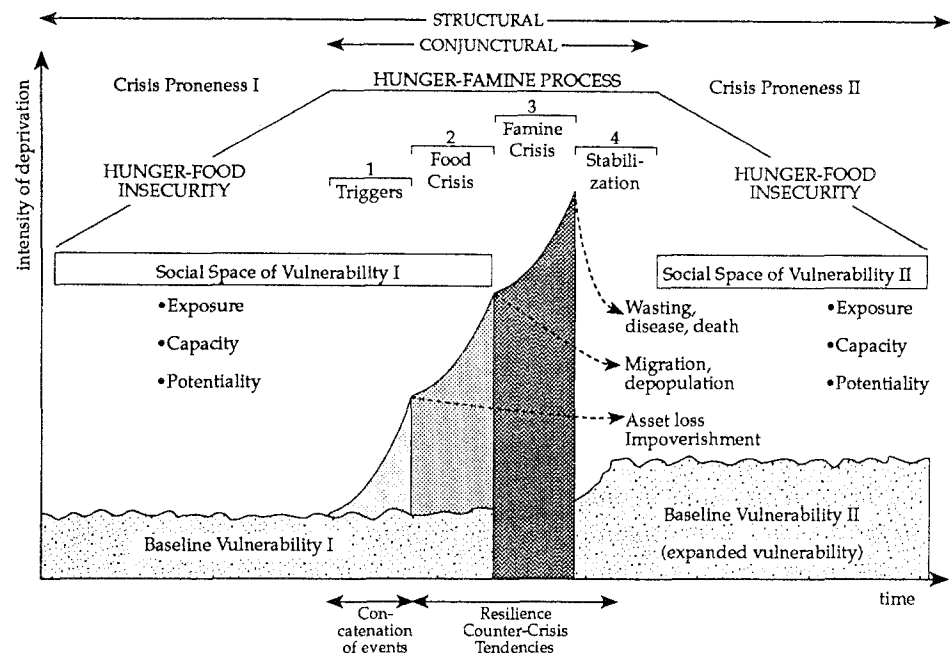 STRUCTURAL
CONJUNCTURAL
Crisis Proneness I
HUNGER-FAMINE PROCESS
Crisis Proneness II
intensity of deprivation
HUNGER-FOOD
INSECURITY
1
Triggers
2
Food
Crisis
3
Famine
Crisis
4
Stabili-
zation
HUNGER-FOOD
INSECURITY
Social Space of Vulnerability I
• Exposure
• Capacity
• Potentiality
Social Space of Vulnerability II
• Exposure
• Capacity
• Potentiality
Wasting,
disease, death
Migration,
depopulation
Asset loss
Impoverishment
Baseline Vulnerability I
Baseline Vulnerability II
(expanded vulnerability)
time
Con-
catenation
of events
Resilience
Counter-Crisis
Tendencies